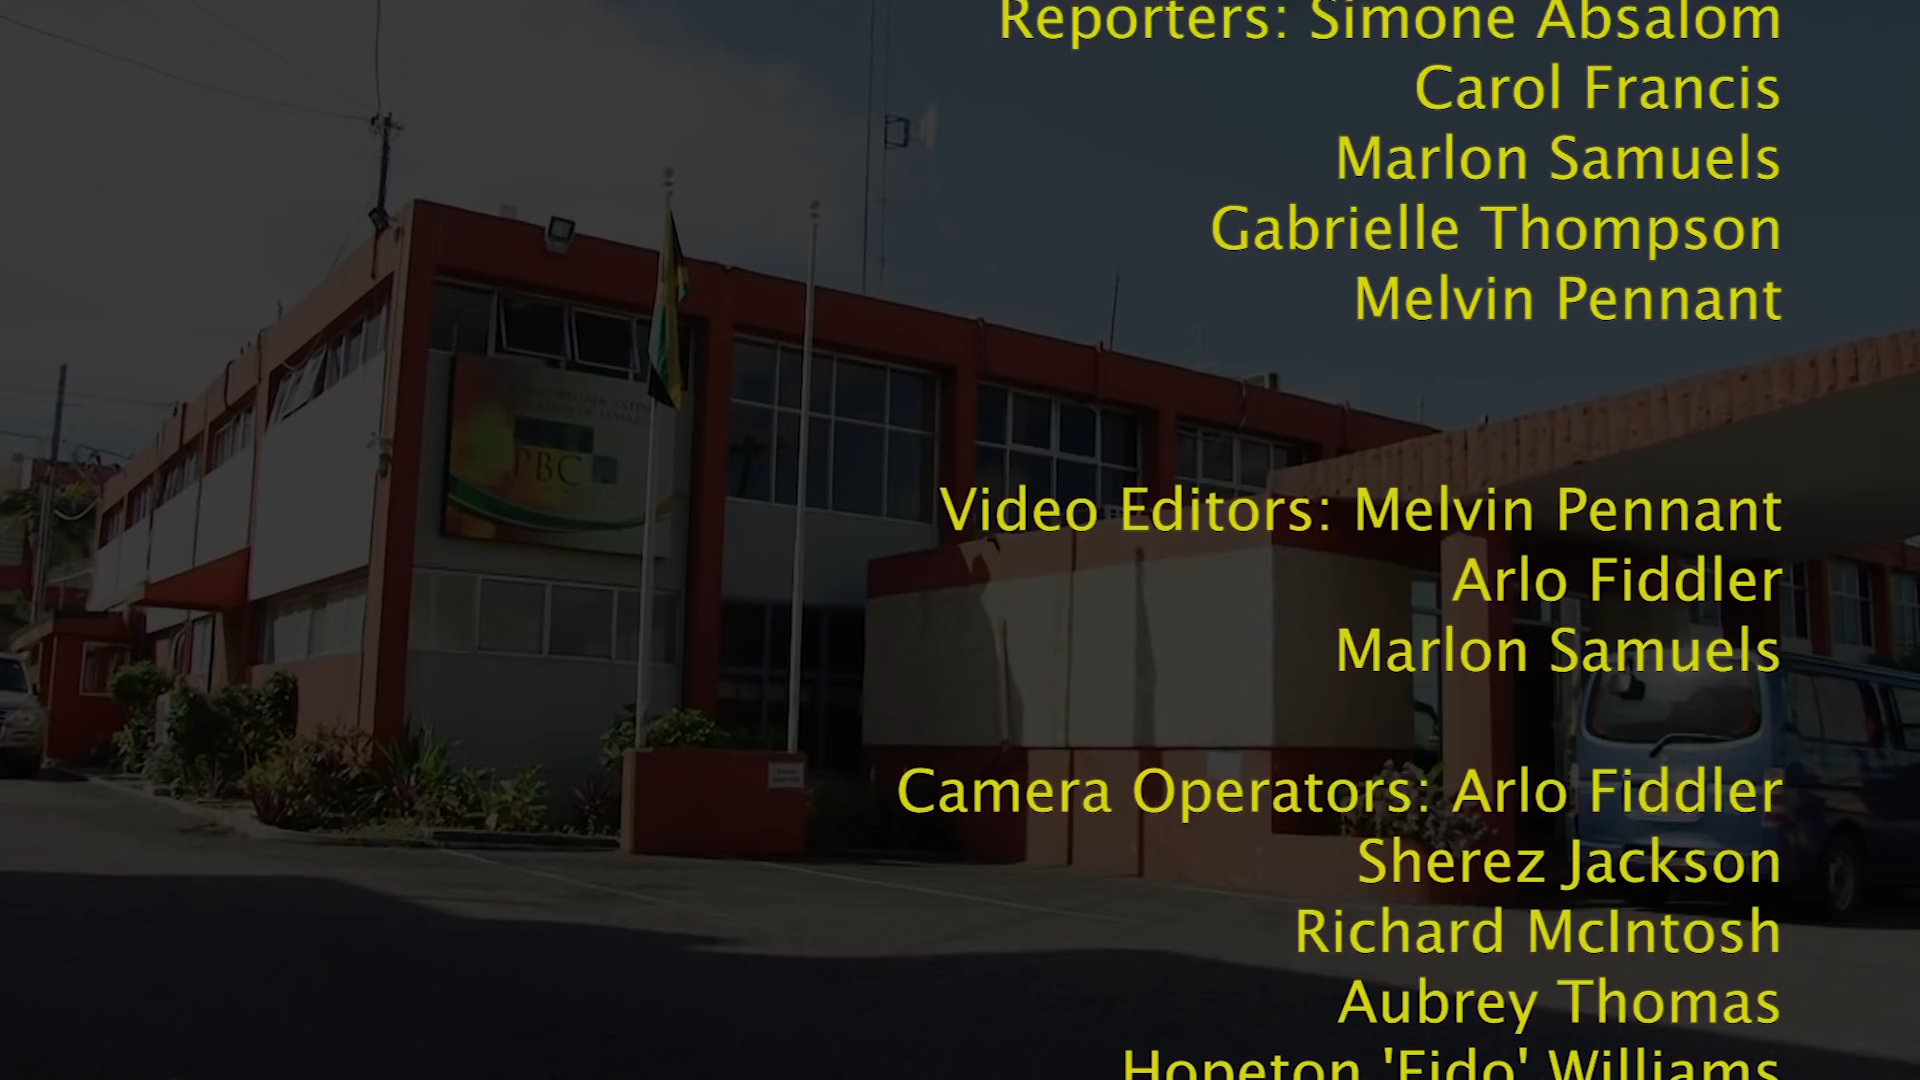 Reporters: Simone Absalom
Carol Francis
Marlon Samuels
Gabrielle Thompson
Melvin Pennant
PBC
Video Editors: Melvin Pennant
Arlo Fiddler
Marlon Samuels
Camera Operators: Arlo Fiddler
Sherez Jackson
Richard McIntosh
Aubrey Thomas
Hopeton 'Fido' Williams